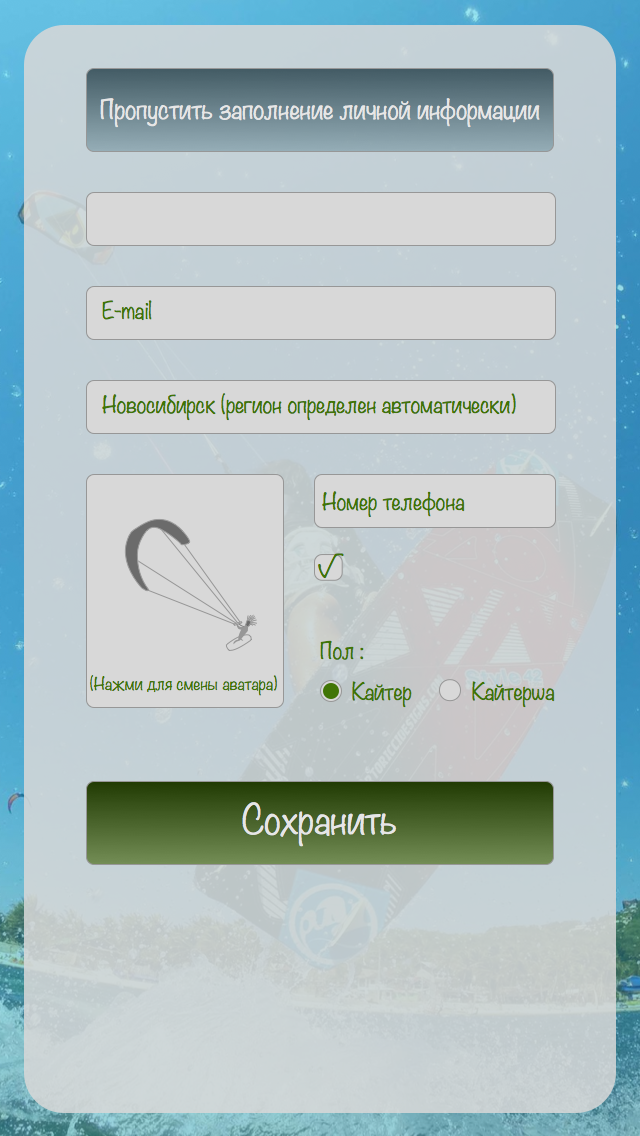 Пропустить заполнение личной информации
E-mail
Новосибирск (регион определен автоматически)
Номер телефона
Пол :
(Нажми для смены аватара)
Кайтер
Кайтерша
Сохранить